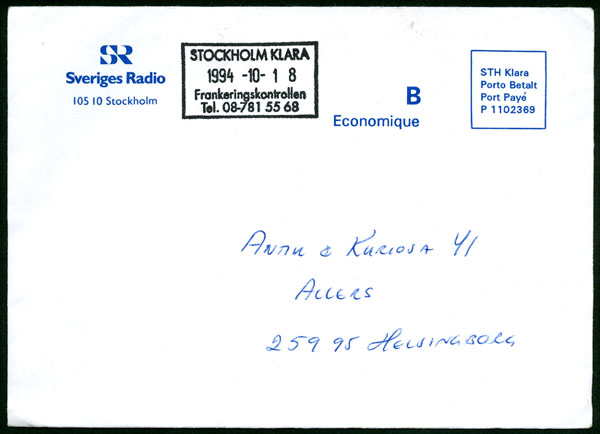 SR
Sveriges Radio
105 10 Stockholm
STOCKHOLM KLARA
1994 -10- 1 8
Frankeringskontrollen
Tel. 08-781 55 68
B
Economique
STH Klara
Porto Betalt
Port Payé
P 1102369
ANTIK & KURIOSA 41
ALLERS
259 95 HELSINGBORG